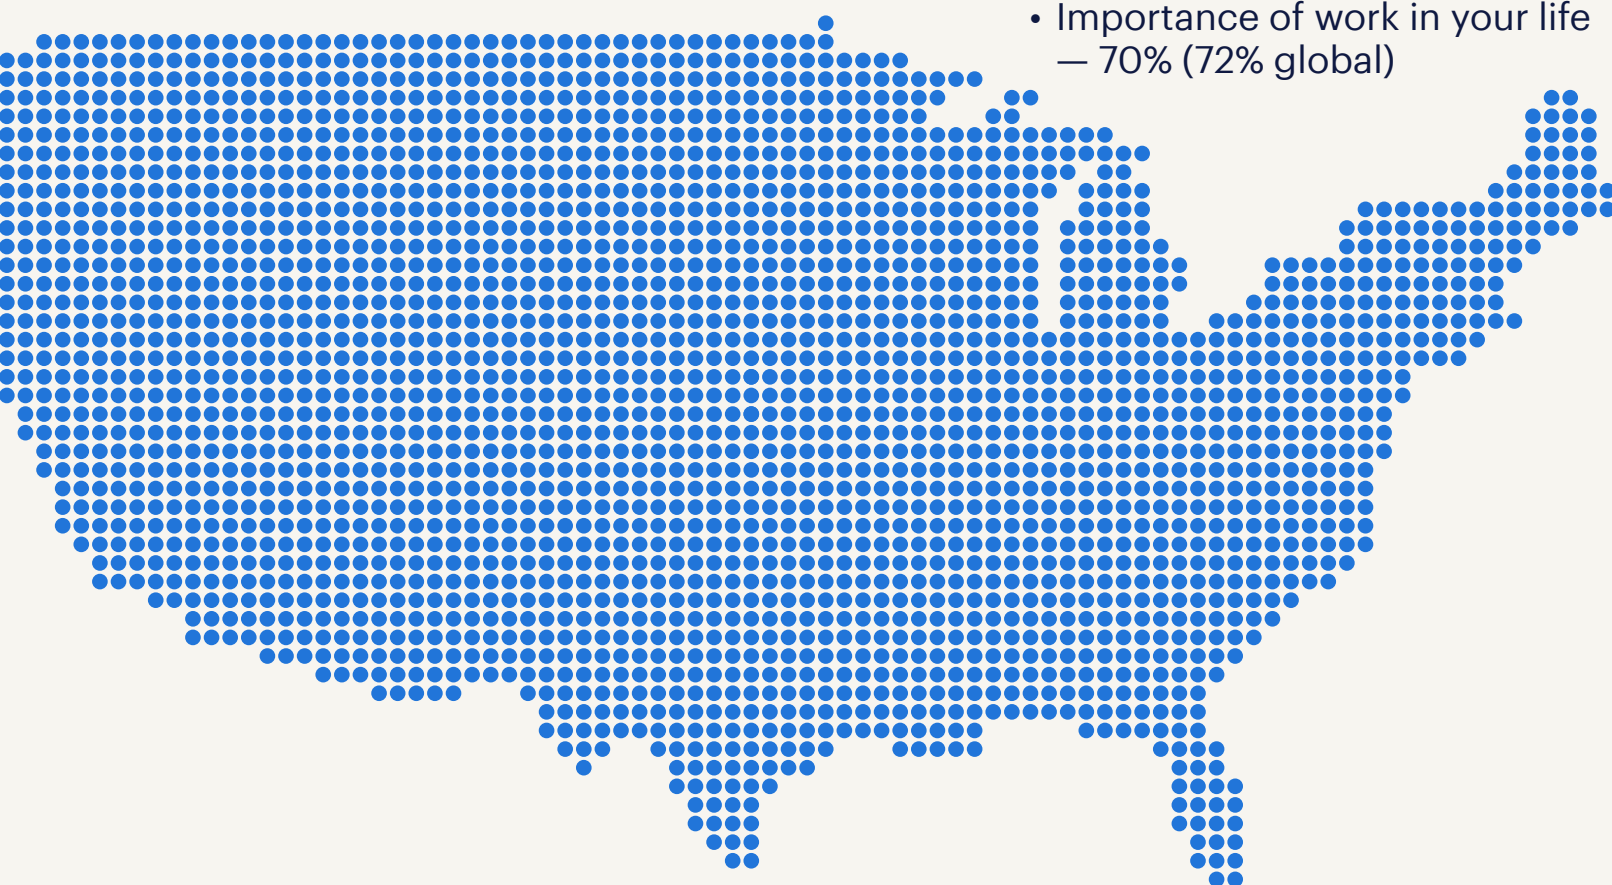 • Importance of work in your life
— 70% (72% global)